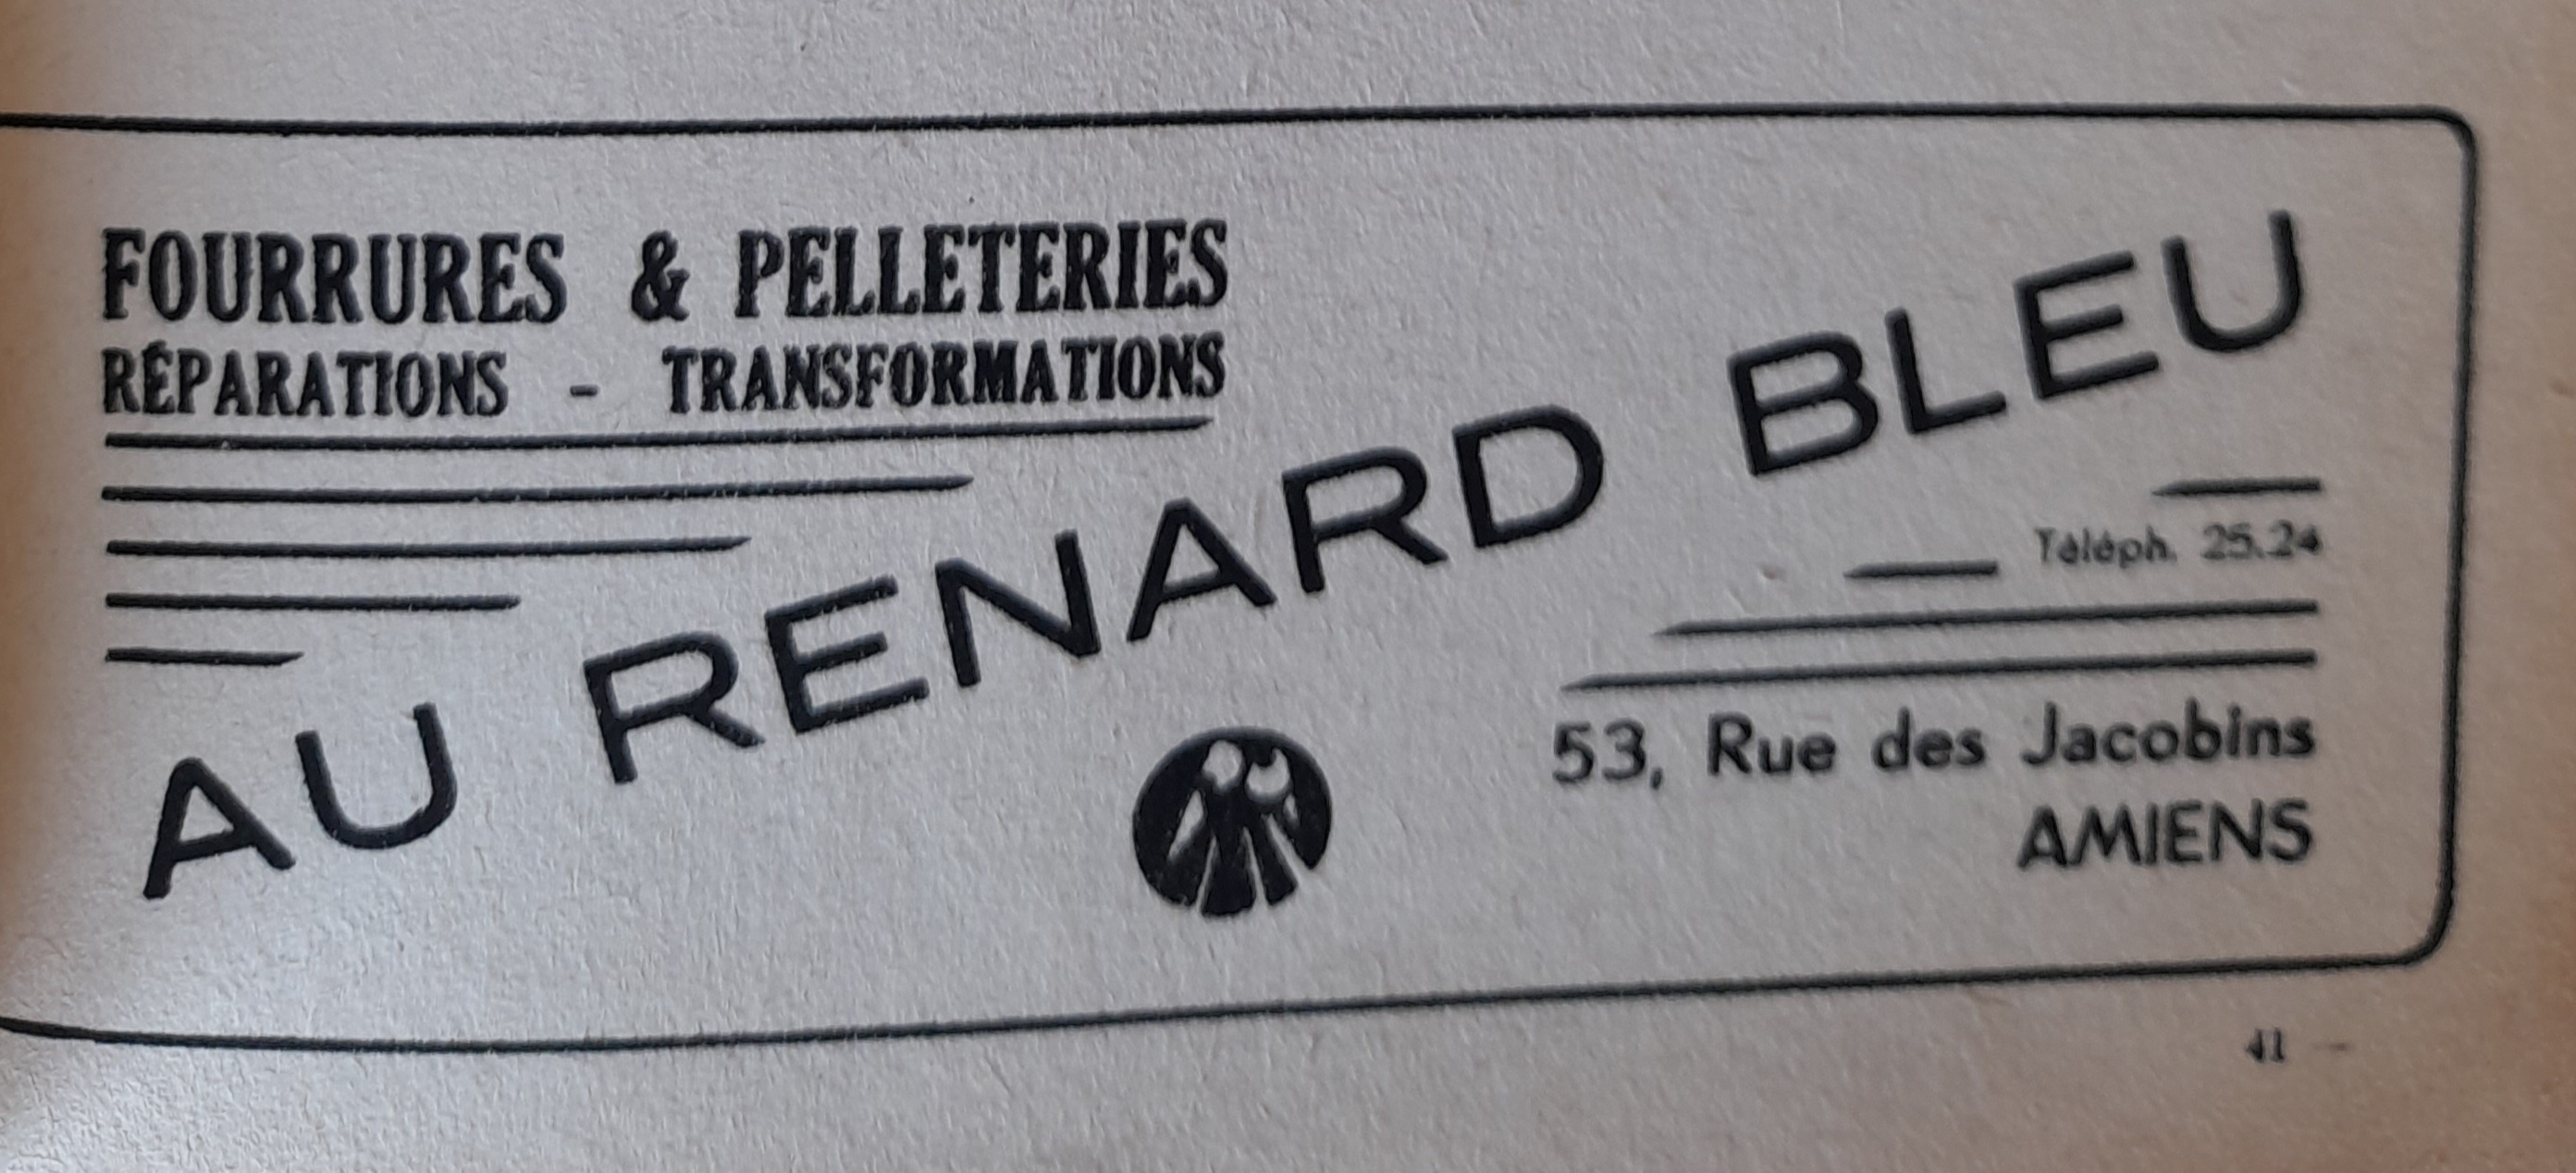 FOURRURES & PELLETERIES
RÉPARATIONS - TRANSFORMATIONS
AU RENARD BLEU
Téléph. 25.24
53, Rue des Jacobins
AMIENS
41 -